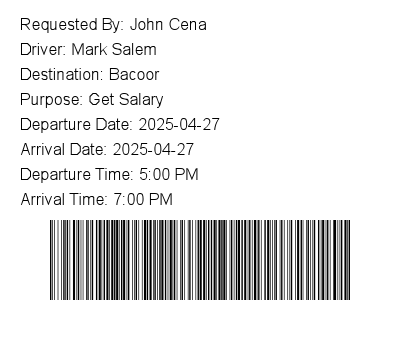 Requested By: John Cena
Driver: Mark Salem
Destination: Bacoor
Purpose: Get Salary
Departure Date: 2025-04-27
Arrival Date: 2025-04-27
Departure Time: 5:00 PM
Arrival Time: 7:00 PM